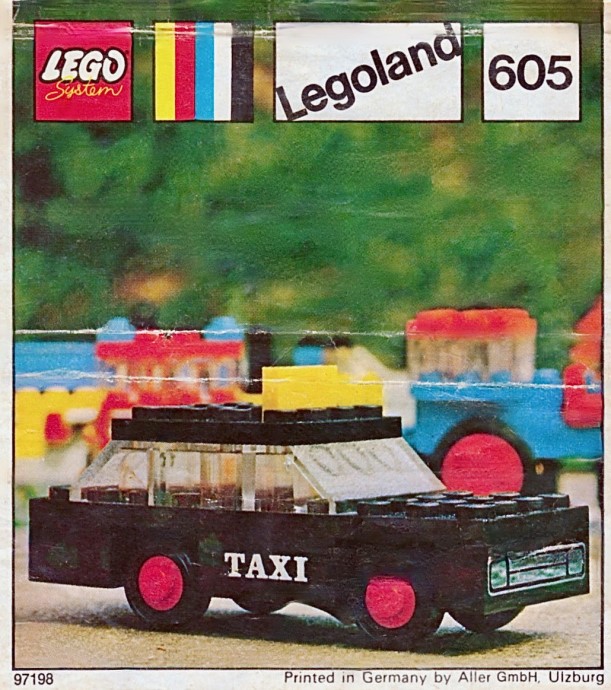 LEGO
System
Legoland
605
TAXI
97198
Printed in Germany by Aller GmbH, Ulzburg